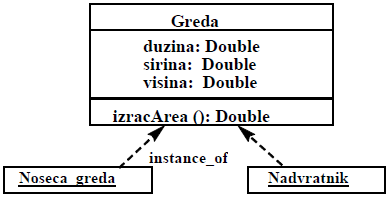 Greda
duzina: Double
sirina: Double
visina: Double
izracArea (): Double
instance_of
Noseca_greda
Nadvratnik